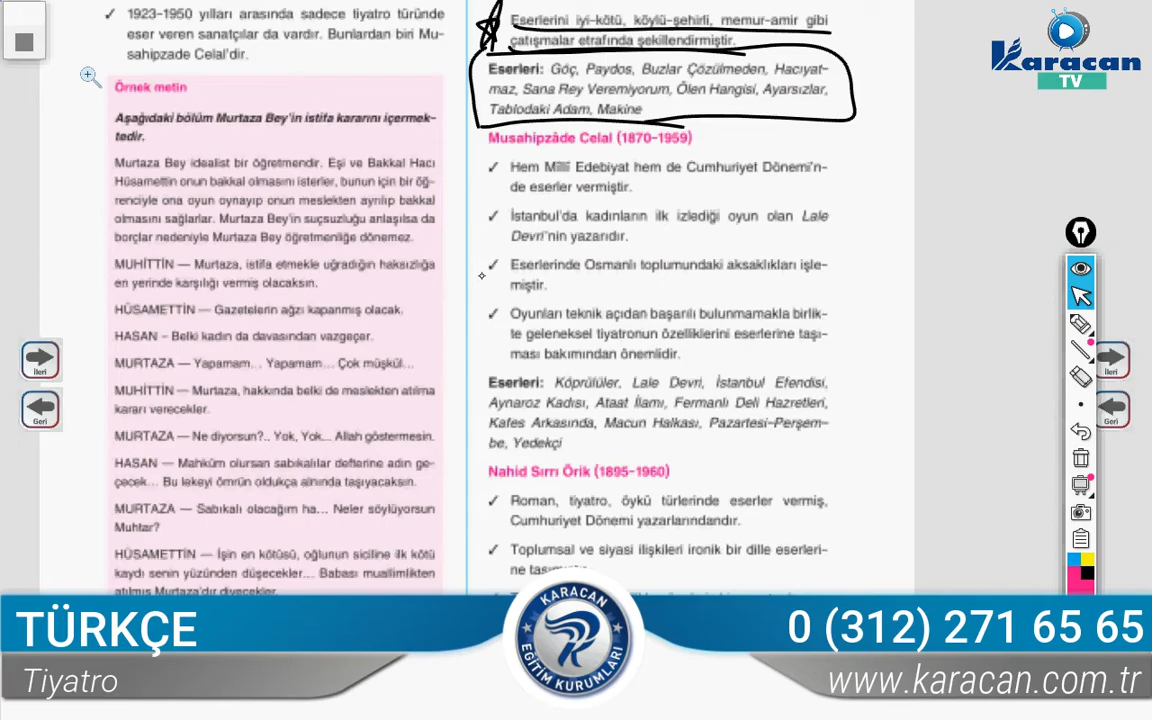 ✓ 1923-1950 yılları arasında sadece tiyatro türünde
eser veren sanatçılar da vardır. Bunlardan biri Mu-
sahipzade Celal'dir.
Örnek metin
Aşağıdaki bölüm Murtaza Bey'in istifa kararını içermek-
tedir.
Murtaza Bey idealist bir öğretmendir. Eşi ve Bakkal Hacı
Hüsamettin onun bakkal olmasını isterler, bunun için bir öğ-
renciyle ona oyun oynayıp onun meslekten ayrılıp bakkal
olmasını sağlarlar. Murtaza Bey'in suçsuzluğu anlaşılsa da
borçlar nedeniyle Murtaza Bey öğretmenliğe dönemez.
MUHİTTİN — Murtaza, istifa etmekle uğradığın haksızlığa
en yerinde karşılığı vermiş olacaksın.
HÜSAMETTİN — Gazetelerin ağzı kapanmış olacak.
HASAN – Belki kadın da davasından vazgeçer.
MURTAZA — Yapamam... Yapamam... Çok müşkül...
MUHİTTİN — Murtaza, hakkında belki de meslekten atılma
kararı verecekler.
MURTAZA — Ne diyorsun?.. Yok, Yok... Allah göstermesin.
HASAN — Mahkûm olursan sabıkalılar defterine adın ge-
çecek... Bu lekeyi ömrün oldukça alnında taşıyacaksın.
MURTAZA — Sabıkalı olacağım ha... Neler söylüyorsun
Muhtar?
HÜSAMETTİN — İşin en kötüsü, oğlunun siciline ilk kötü
kaydı senin yüzünden düşecekler... Babası muallimlikten
atılmış Murtaza'dır diyecekler.
Eserlerini iyi-kötü, köylü-şehirli, memur-amir gibi
çatışmalar etrafında şekillendirmiştir.
Eserleri: Göç, Paydos, Buzlar Çözülmeden, Hacıyat-
maz, Sana Rey Veremiyorum, Ölen Hangisi, Ayarsızlar,
Tablodaki Adam, Makine
Musahipzâde Celal (1870-1959)
✓ Hem Millî Edebiyat hem de Cumhuriyet Dönemi'n-
de eserler vermiştir.
✓ İstanbul'da kadınların ilk izlediği oyun olan Lale
Devri'nin yazarıdır.
✓ Eserlerinde Osmanlı toplumundaki aksaklıkları işle-
miştir.
✓ Oyunları teknik açıdan başarılı bulunmamakla birlik-
te geleneksel tiyatronun özelliklerini eserlerine taşı-
ması bakımından önemlidir.
Eserleri: Köprülüler, Lale Devri, İstanbul Efendisi,
Aynaroz Kadısı, Ataat İlamı, Fermanlı Deli Hazretleri,
Kafes Arkasında, Macun Halkası, Pazartesi-Perşem-
be, Yedekçi
Nahid Sırrı Örik (1895-1960)
✓ Roman, tiyatro, öykü türlerinde eserler vermiş,
Cumhuriyet Dönemi yazarlarındandır.
✓ Toplumsal ve siyasi ilişkileri ironik bir dille eserleri-
ne
Karacan
TV
İleri
Geri
İleri
Geri
TÜRKÇE
Tiyatro
KARACAN
EĞİTİM KURUMLARI
0 (312) 271 65 65
www.karacan.com.tr